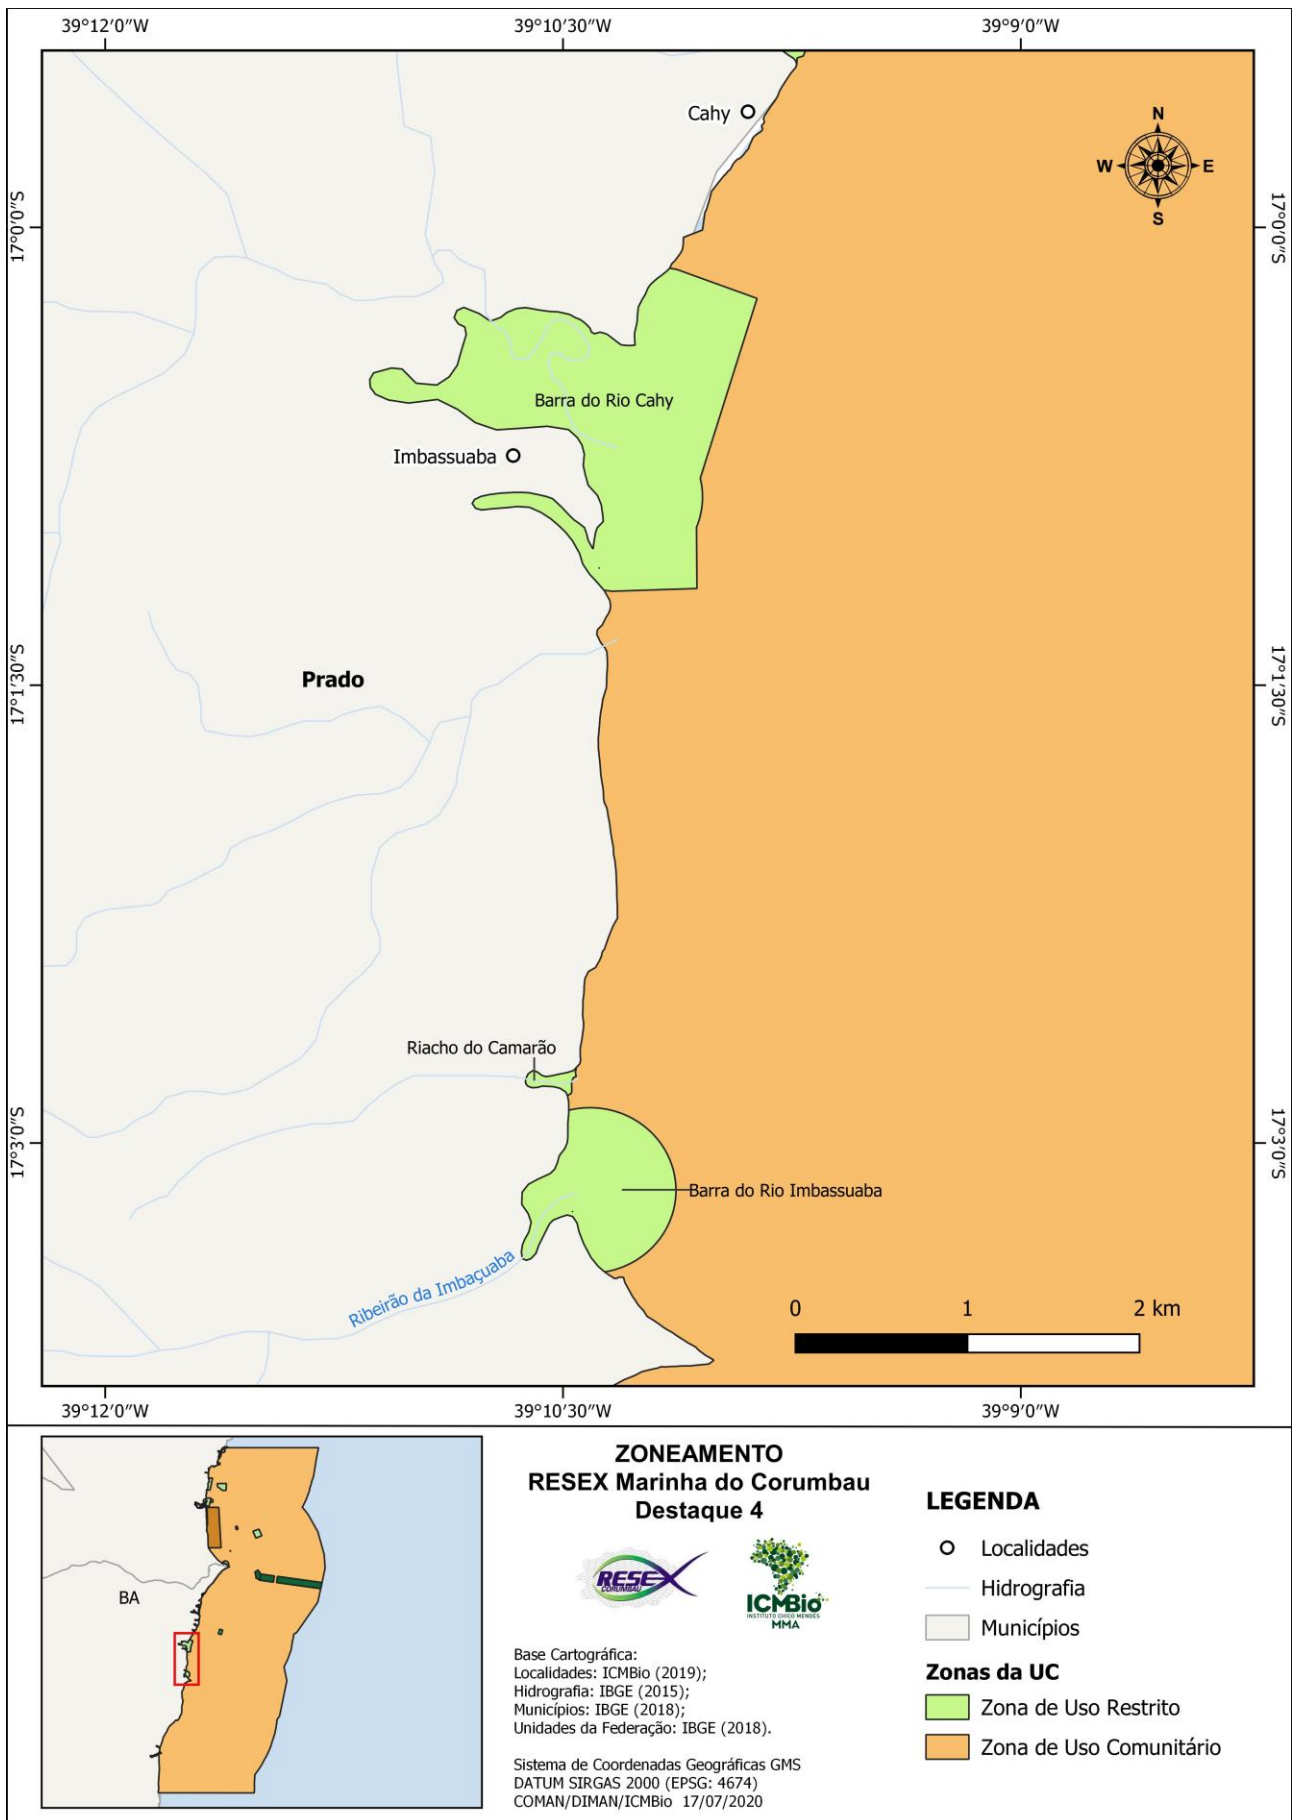 39°12'0"W
39°10'30"W
39°9'0"W
Cahy
N
W
E
S
17°0'0"S
17°0'0"S
Barra do Rio Cahy
Imbassuaba
Prado
17°1'30"S
17°1'30"S
Riacho do Camarão
17°3'0"S
17°3'0"S
Barra do Rio Imbassuaba
Ribeirão da Imbaçuaba
0 1 2 km
39°12'0"W
39°10'30"W
39°9'0"W
BA
ZONEAMENTO
RESEX Marinha do Corumbau
Destaque 4
RESEX
CORUMBAU
ICMBio
INSTITUTO CHICO MENDES
MMA
Base Cartográfica:
Localidades: ICMBio (2019);
Hidrografia: IBGE (2015);
Municípios: IBGE (2018);
Unidades da Federação: IBGE (2018).
Sistema de Coordenadas Geográficas GMS
DATUM SIRGAS 2000 (EPSG: 4674)
COMAN/DIMAN/ICMBio 17/07/2020
LEGENDA
Localidades
Hidrografia
Municípios
Zonas da UC
Zona de Uso Restrito
Zona de Uso Comunitário